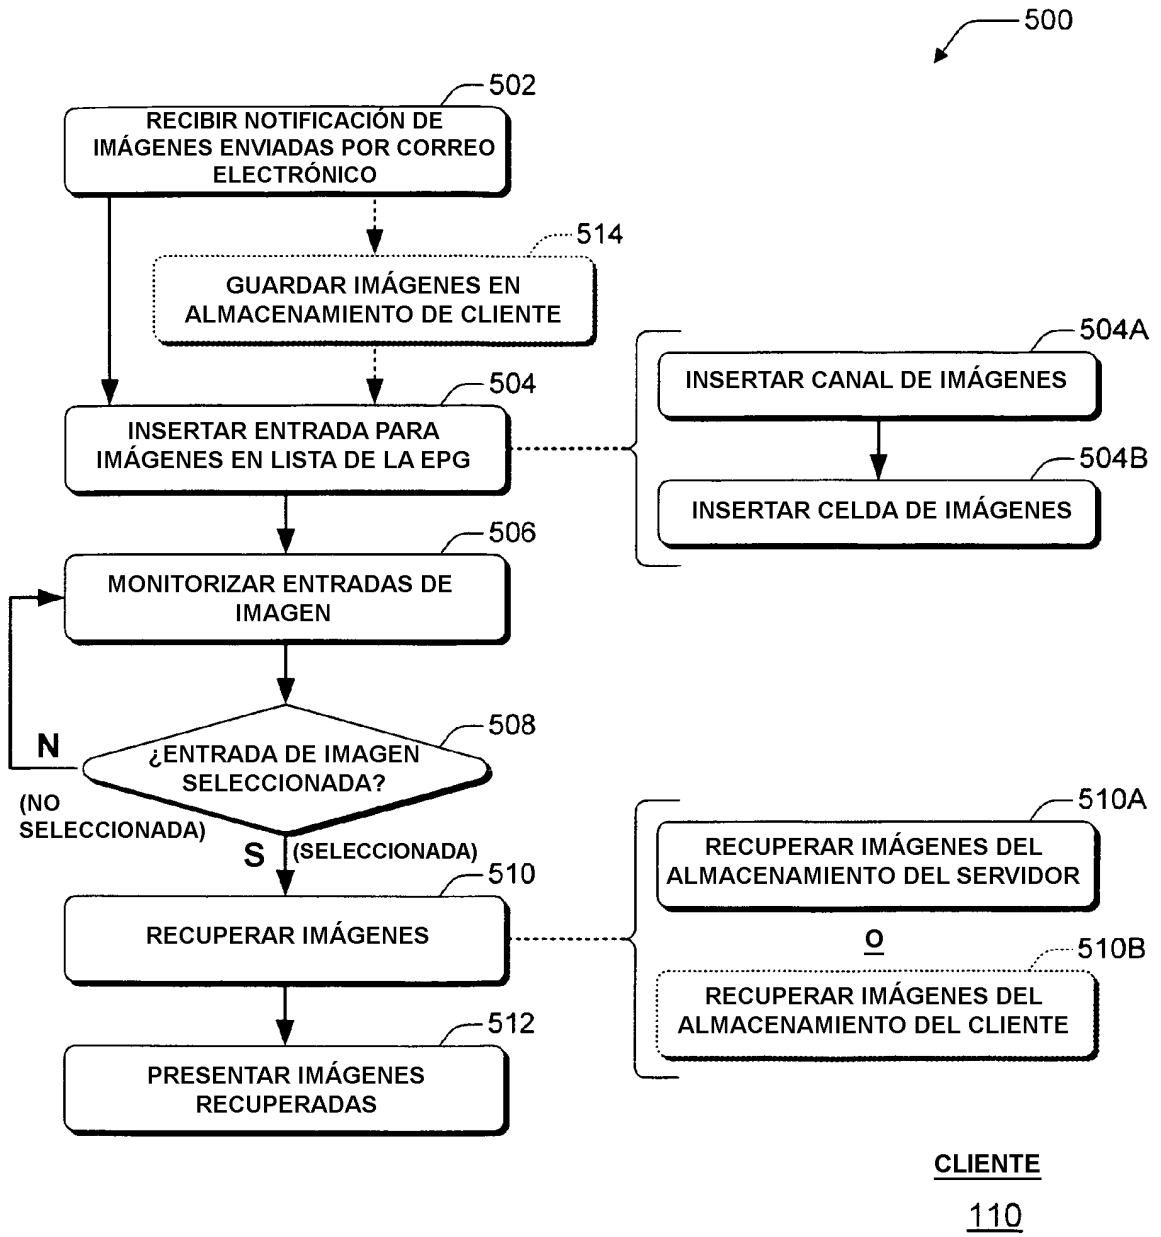 500
502
RECIBIR NOTIFICACIÓN DE
IMÁGENES ENVIADAS POR CORREO
ELECTRÓNICO
514
GUARDAR IMÁGENES EN
ALMACENAMIENTO DE CLIENTE
504
INSERTAR ENTRADA PARA
IMÁGENES EN LISTA DE LA EPG
504A
INSERTAR CANAL DE IMÁGENES
504B
INSERTAR CELDA DE IMÁGENES
506
MONITORIZAR ENTRADAS DE
IMAGEN
508
¿ENTRADA DE IMAGEN
SELECCIONADA?
N
(NO
SELECCIONADA)
S
(SELECCIONADA)
510
RECUPERAR IMÁGENES
510A
RECUPERAR IMÁGENES DEL
ALMACENAMIENTO DEL SERVIDOR
O
510B
RECUPERAR IMÁGENES DEL
ALMACENAMIENTO DEL CLIENTE
512
PRESENTAR IMÁGENES
RECUPERADAS
CLIENTE
110